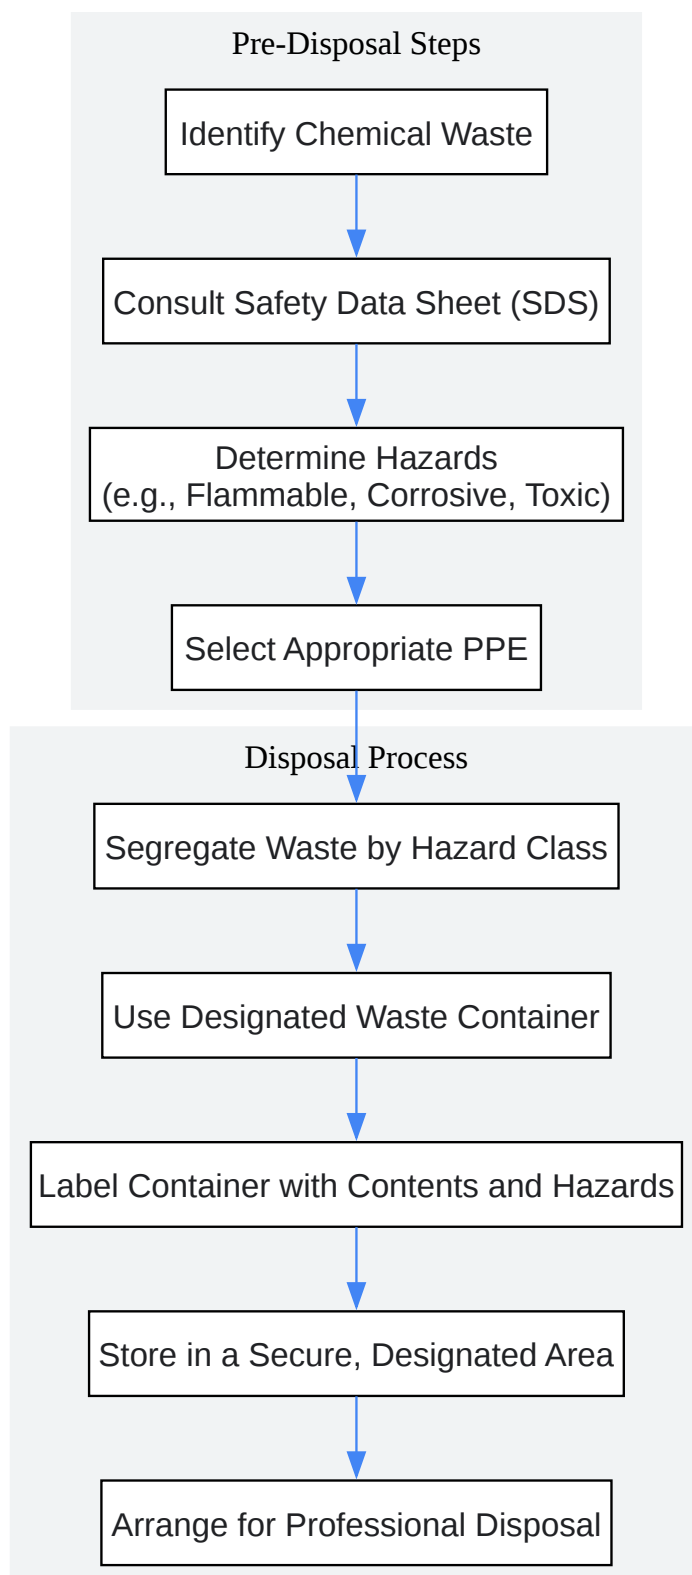 Pre-Disposal Steps
Identify Chemical Waste
Consult Safety Data Sheet (SDS)
Determine Hazards
(e.g., Flammable, Corrosive, Toxic)
Select Appropriate PPE
Disposal Process
Segregate Waste by Hazard Class
Use Designated Waste Container
Label Container with Contents and Hazards
Store in a Secure, Designated Area
Arrange for Professional Disposal